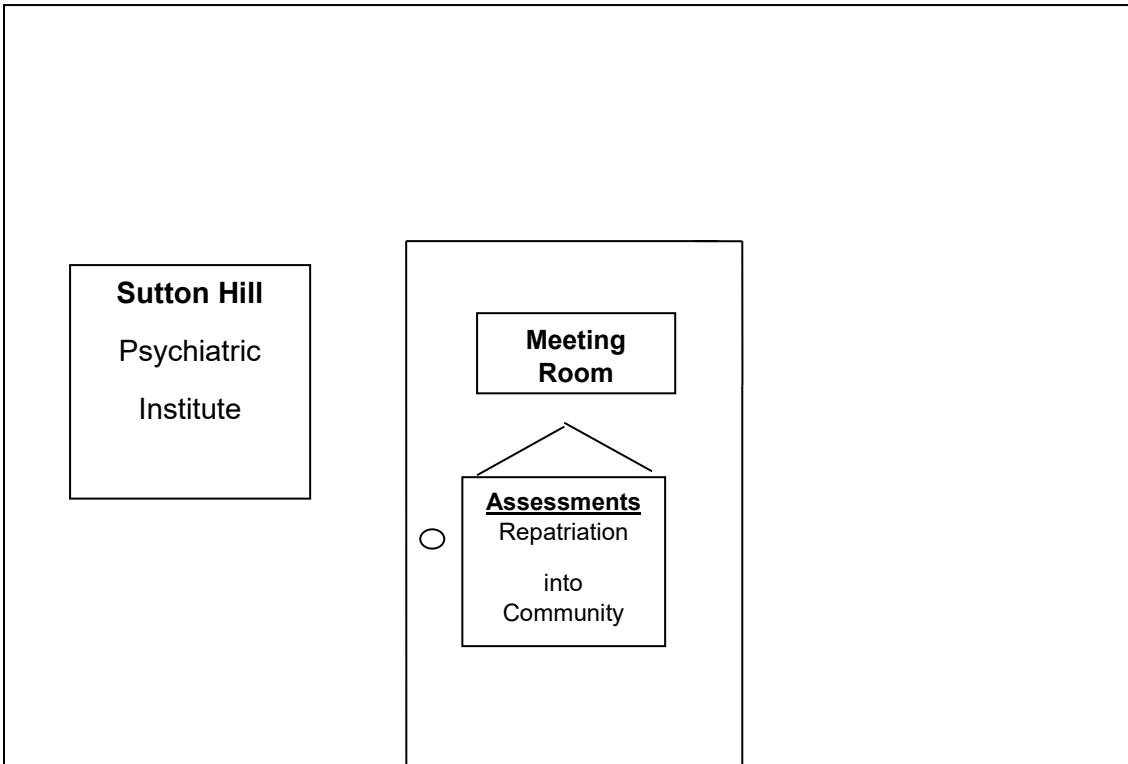 Sutton Hill
Psychiatric
Institute
Meeting
Room
Assessments
Repatriation
into
Community